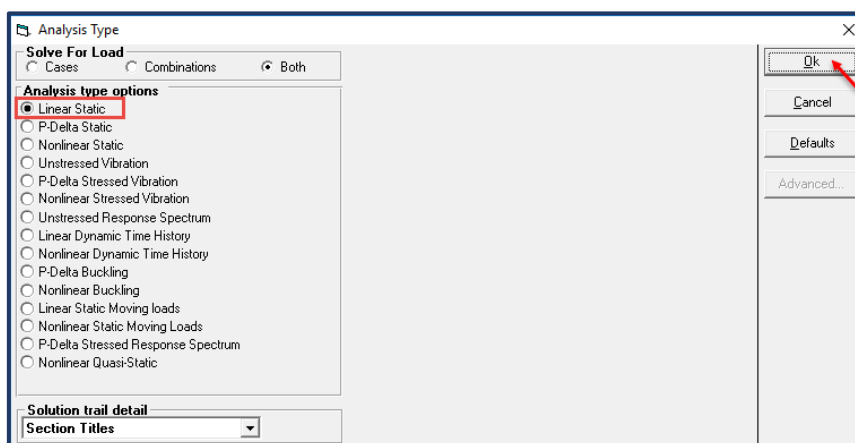 Analysis Type
Solve For Load
Cases Combinations Both
Analysis type options
Linear Static
P-Delta Static
Nonlinear Static
Unstressed Vibration
P-Delta Stressed Vibration
Nonlinear Stressed Vibration
Unstressed Response Spectrum
Linear Dynamic Time History
Nonlinear Dynamic Time History
P-Delta Buckling
Nonlinear Buckling
Linear Static Moving loads
Nonlinear Static Moving Loads
P-Delta Stressed Response Spectrum
Nonlinear Quasi-Static
Solution trail detail
Section Titles
Ok
Cancel
Defaults
Advanced...